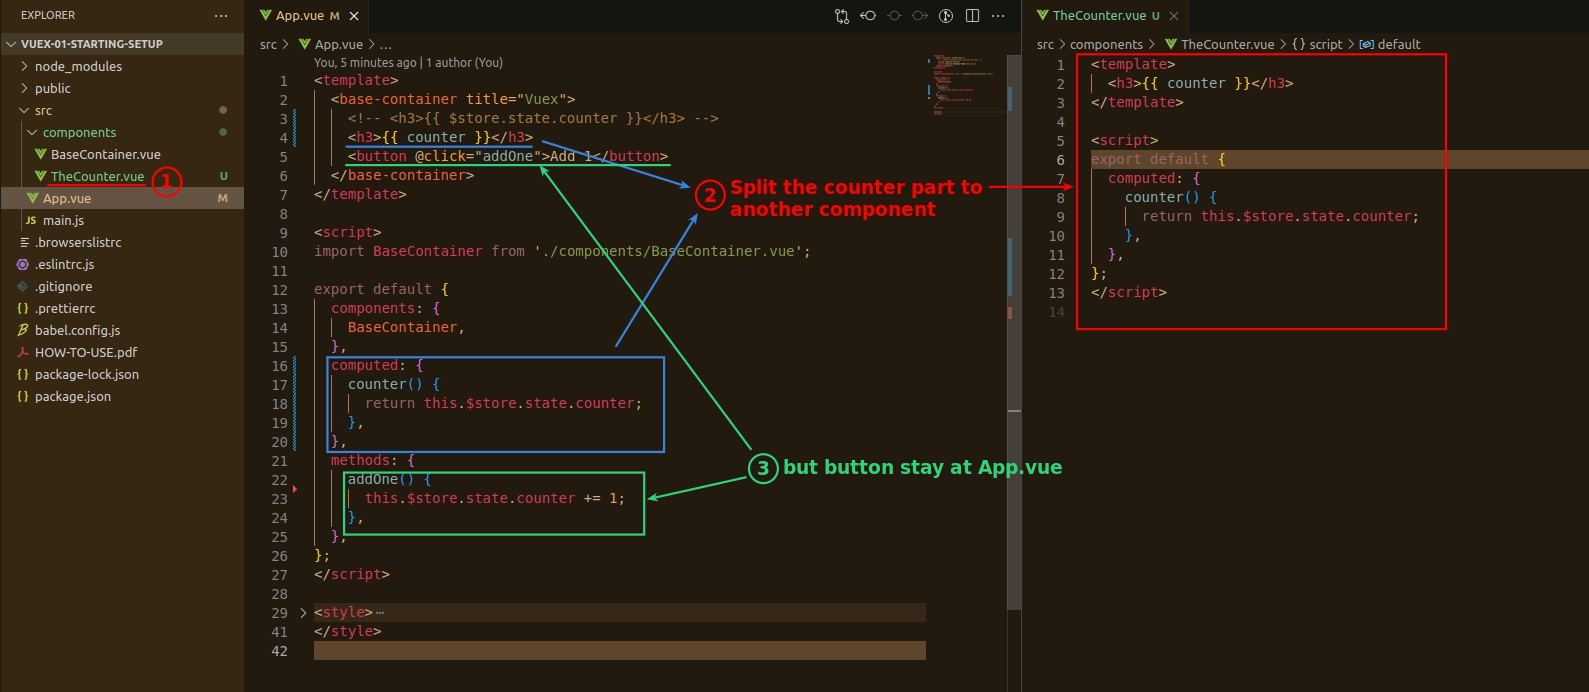 EXPLORER ...
VUEX-01-STARTING-SETUP
node_modules
public
src
components
BaseContainer.vue
TheCounter.vue U
1
App.vue M
JS main.js
.browserslistrc
.eslintrc.js
.gitignore
{} .prettierrc
babel.config.js
HOW-TO-USE.pdf
{} package-lock.json
{} package.json
App.vue M
src > App.vue > ...
You, 5 minutes ago | 1 author (You)
1 <template>
2 <base-container title="Vuex">
3 <!-- <h3>{{ $store.state.counter }}</h3> -->
4 <h3>{{ counter }}</h3>
5 <button @click="addOne">Add 1</button>
6 </base-container>
7 </template>
8
9 <script>
10 import BaseContainer from './components/BaseContainer.vue';
11
12 export default {
13 components: {
14 BaseContainer,
15 },
16 computed: {
17 counter() {
18 return this.$store.state.counter;
19 },
20 },
21 methods: {
22 addOne() {
23 this.$store.state.counter += 1;
24 },
25 },
26 };
27 </script>
28
29 <style>...
41 </style>
42
2 Split the counter part to
another component
3 but button stay at App.vue
TheCounter.vue U
src > components > TheCounter.vue > {} script > default
1 <template>
2 <h3>{{ counter }}</h3>
3 </template>
4
5 <script>
6 export default {
7 computed: {
8 counter() {
9 return this.$store.state.counter;
10 },
11 },
12 };
13 </script>
14